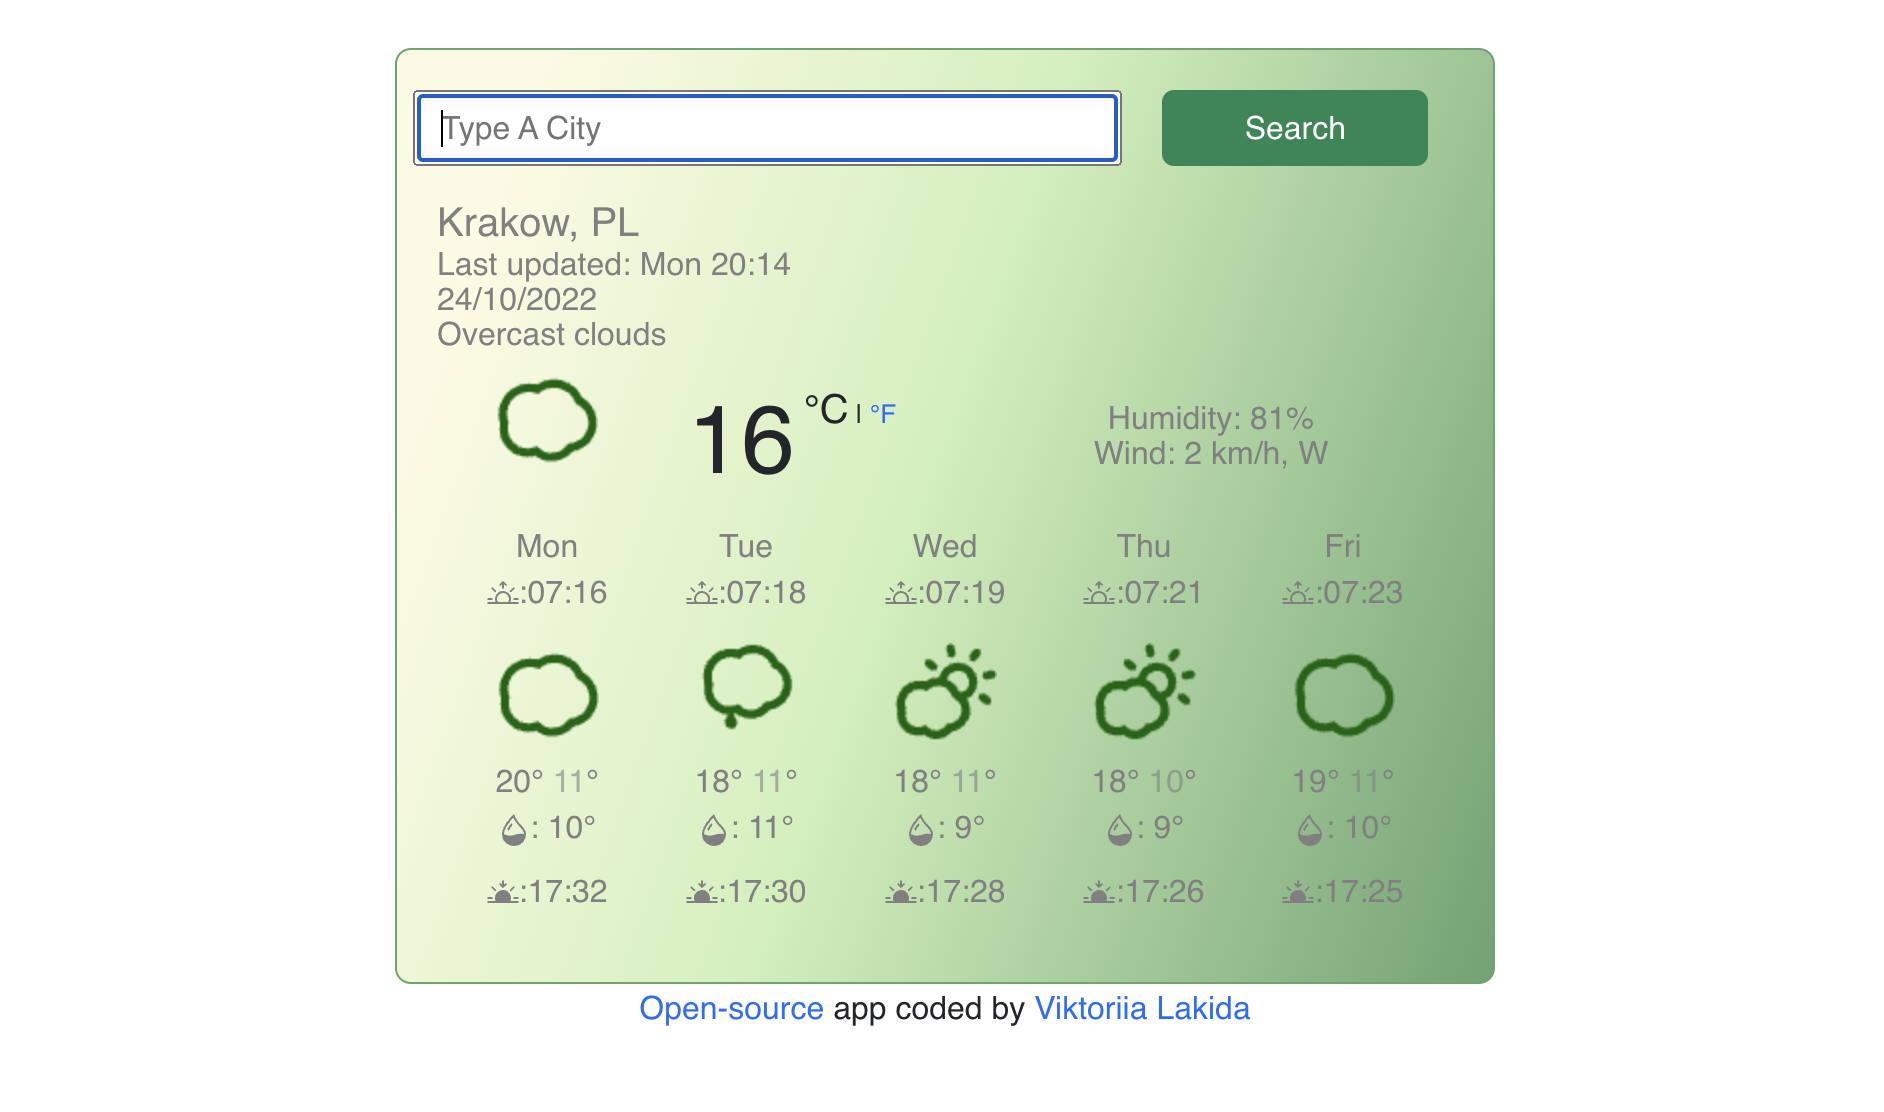 Type A City
Search
Krakow, PL
Last updated: Mon 20:14
24/10/2022
Overcast clouds
16 °C | °F
Humidity: 81%
Wind: 2 km/h, W
Mon Tue Wed Thu Fri
:07:16 :07:18 :07:19 :07:21 :07:23
20° 11° 18° 11° 18° 11° 18° 10° 19° 11°
: 10° : 11° : 9° : 9° : 10°
:17:32 :17:30 :17:28 :17:26 :17:25
Open-source app coded by Viktoriia Lakida